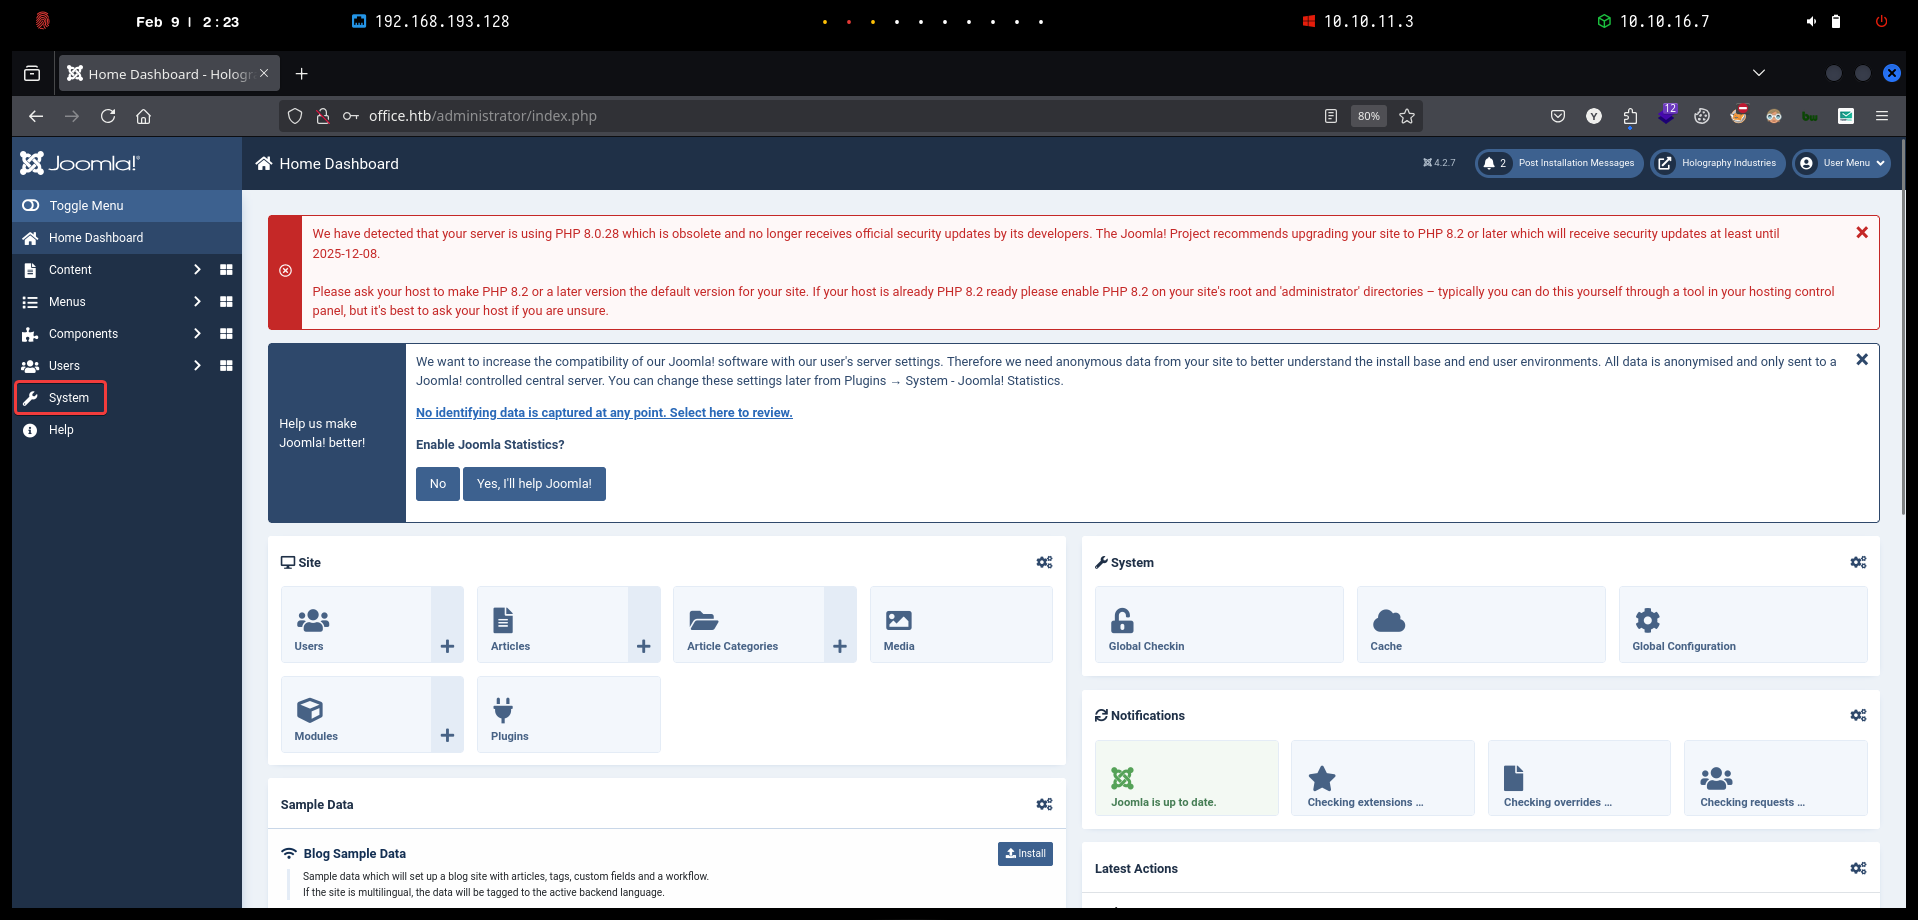 Feb 9 | 2:23
192.168.193.128
10.10.11.3
10.10.16.7
Home Dashboard - Hologr
office.htb/administrator/index.php
80%
12
Y
bw
Joomla!
Home Dashboard
4.2.7
2 Post Installation Messages
Holography Industries
User Menu
Toggle Menu
Home Dashboard
Content
Menus
Components
Users
System
Help
We have detected that your server is using PHP 8.0.28 which is obsolete and no longer receives official security updates by its developers. The Joomla! Project recommends upgrading your site to PHP 8.2 or later which will receive security updates at least until
2025-12-08.
Please ask your host to make PHP 8.2 or a later version the default version for your site. If your host is already PHP 8.2 ready please enable PHP 8.2 on your site's root and 'administrator' directories – typically you can do this yourself through a tool in your hosting control
panel, but it's best to ask your host if you are unsure.
Help us make
Joomla! better!
We want to increase the compatibility of our Joomla! software with our user's server settings. Therefore we need anonymous data from your site to better understand the install base and end user environments. All data is anonymised and only sent to a
Joomla! controlled central server. You can change these settings later from Plugins → System - Joomla! Statistics.
No identifying data is captured at any point. Select here to review.
Enable Joomla Statistics?
No
Yes, I'll help Joomla!
Site
Users
Articles
Article Categories
Media
Modules
Plugins
System
Global Checkin
Cache
Global Configuration
Notifications
Joomla is up to date.
Checking extensions ...
Checking overrides ...
Checking requests ...
Sample Data
Blog Sample Data
Install
Sample data which will set up a blog site with articles, tags, custom fields and a workflow.
If the site is multilingual, the data will be tagged to the active backend language.
Latest Actions